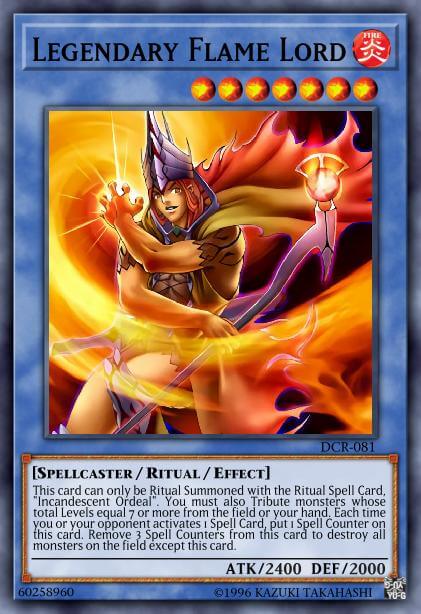 LEGENDARY FLAME LORD
FIRE
炎
DCR-081
[SPELLCASTER / RITUAL / EFFECT]
This card can only be Ritual Summoned with the Ritual Spell Card,
"Incandescent Ordeal". You must also Tribute monsters whose
total Levels equal 7 or more from the field or your hand. Each time
you or your opponent activates 1 Spell Card, put 1 Spell Counter on
this card. Remove 3 Spell Counters from this card to destroy all
monsters on the field except this card.
ATK/2400 DEF/2000
60258960
©1996 KAZUKI TAKAHASHI